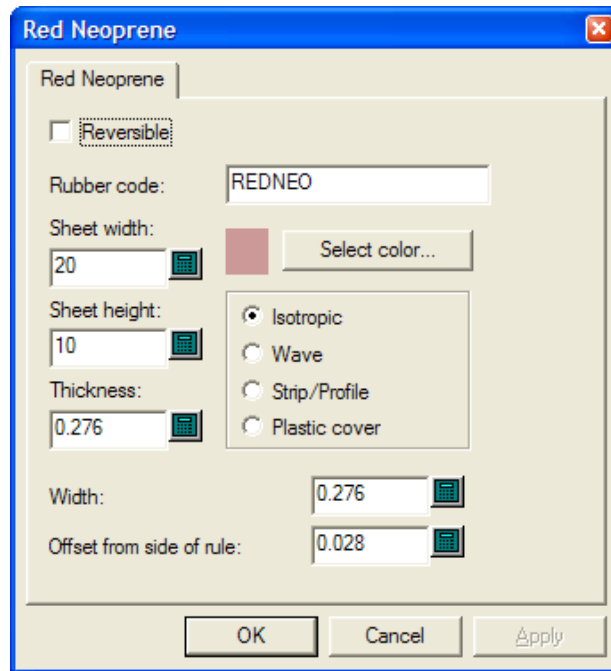 Red Neoprene
Red Neoprene
Reversible
Rubber code: REDNEO
Sheet width:
20
Select color...
Sheet height:
10
Isotropic
Wave
Thickness:
Strip/Profile
0.276
Plastic cover
Width: 0.276
Offset from side of rule: 0.028
OK Cancel Apply